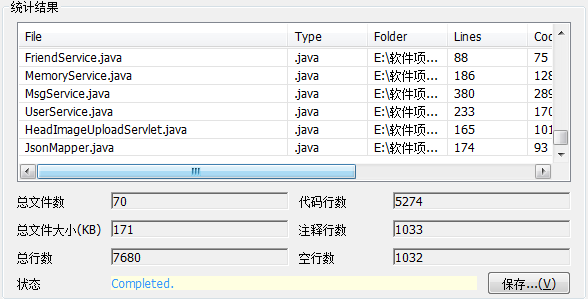 统计结果
File Type Folder Lines Coc
FriendService.java .java E:\软件项... 88 75
MemoryService.java .java E:\软件项... 186 128
MsgService.java .java E:\软件项... 380 289
UserService.java .java E:\软件项... 233 170
HeadImageUploadServlet.java .java E:\软件项... 165 101
JsonMapper.java .java E:\软件项... 174 93
总文件数 70 代码行数 5274
总文件大小(KB) 171 注释行数 1033
总行数 7680 空行数 1032
状态 Completed. 保存...(V)